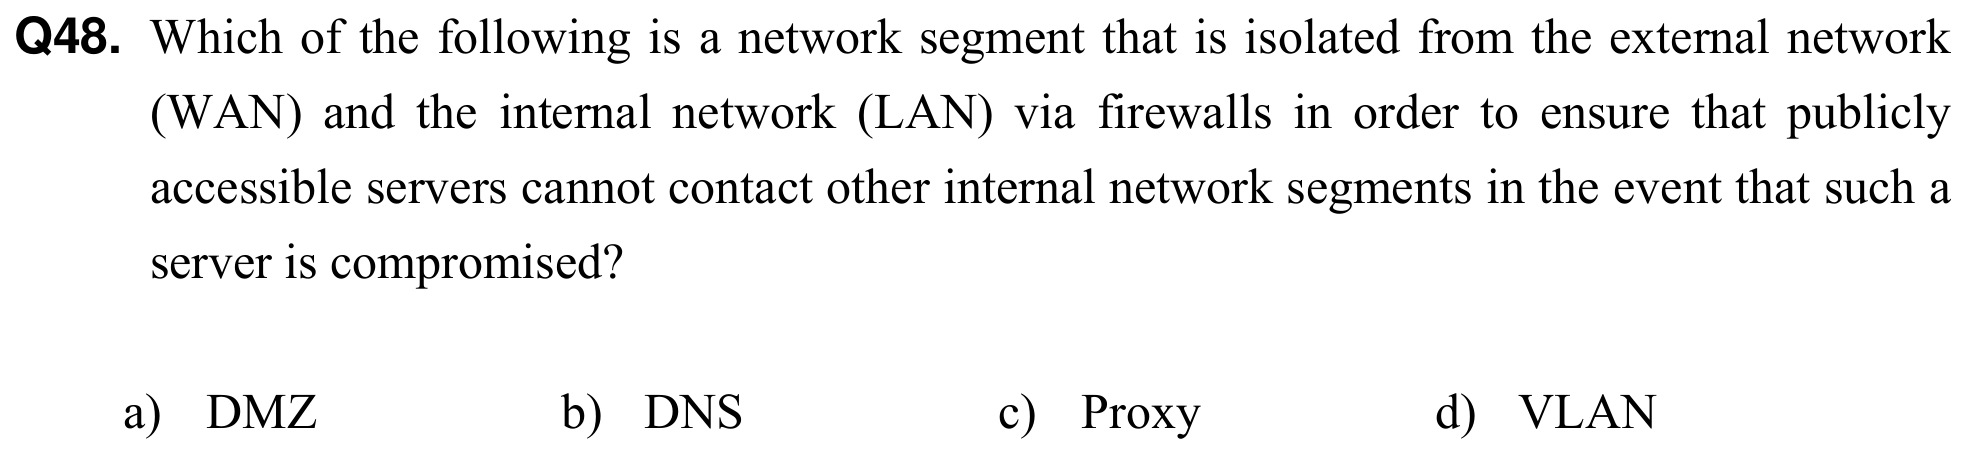 Q48. Which of the following is a network segment that is isolated from the external network
(WAN) and the internal network (LAN) via firewalls in order to ensure that publicly
accessible servers cannot contact other internal network segments in the event that such a
server is compromised?
a) DMZ b) DNS c) Proxy d) VLAN